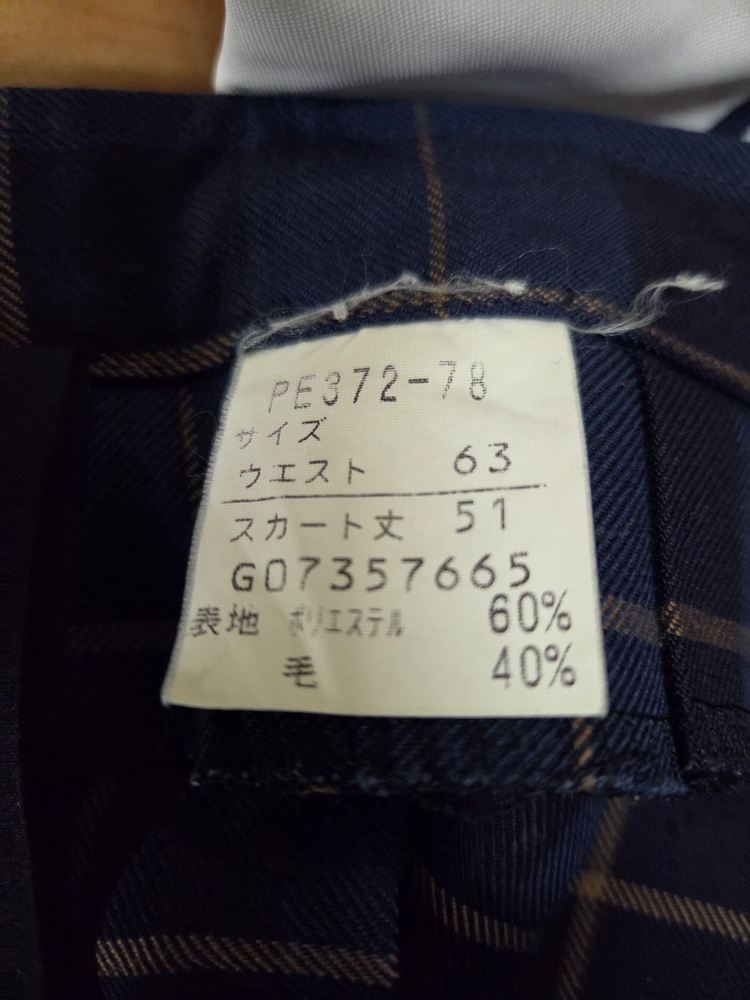 PE372-78
サイズ
ウエスト 63
スカート丈 51
G07357665
表地 ポリエステル 60%
毛 40%